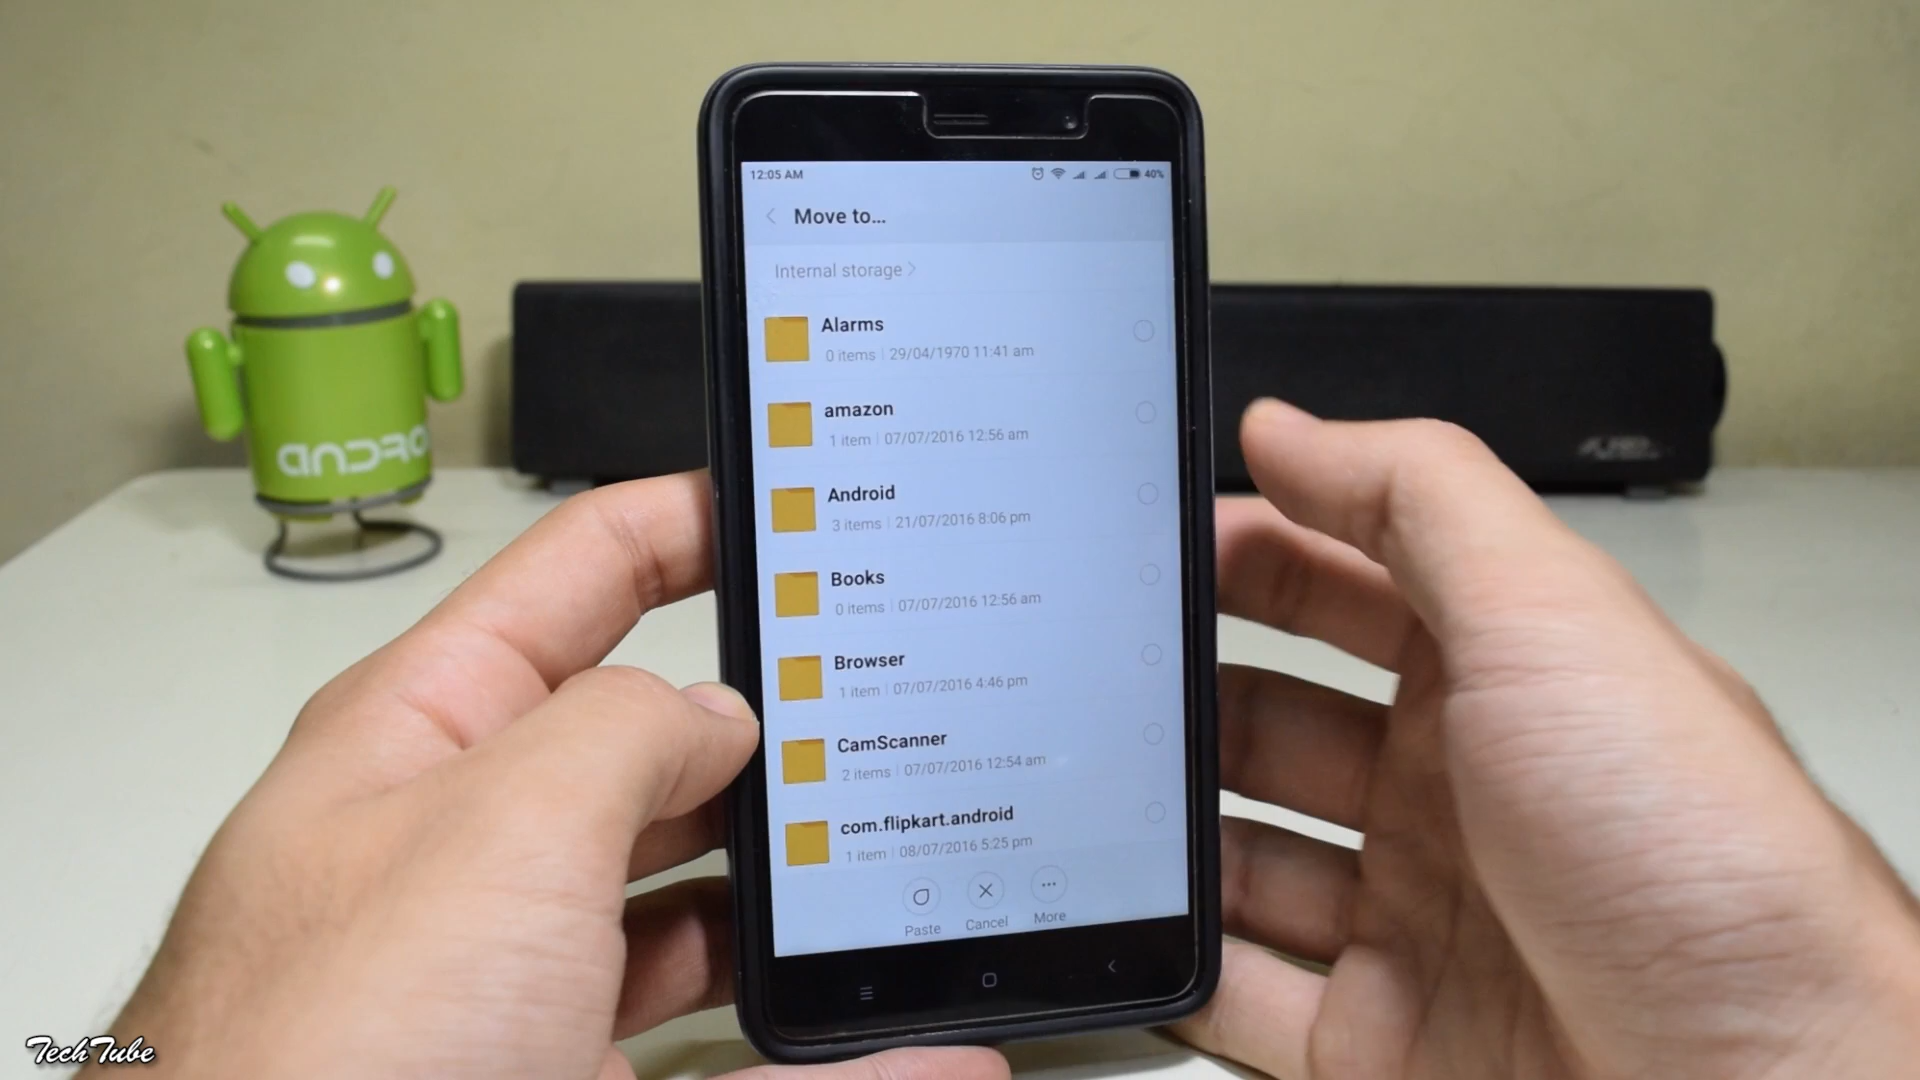 12:05 AM
40%
Move to...
Internal storage
Alarms
0 items | 29/04/1970 11:41 am
amazon
1 item | 07/07/2016 12:56 am
Android
3 items | 21/07/2016 8:06 pm
Books
0 items | 07/07/2016 12:56 am
Browser
1 item | 07/07/2016 4:46 pm
CamScanner
2 items | 07/07/2016 12:54 am
com.flipkart.android
1 item | 08/07/2016 5:25 pm
Paste
Cancel
More
ANDRO
TechTube